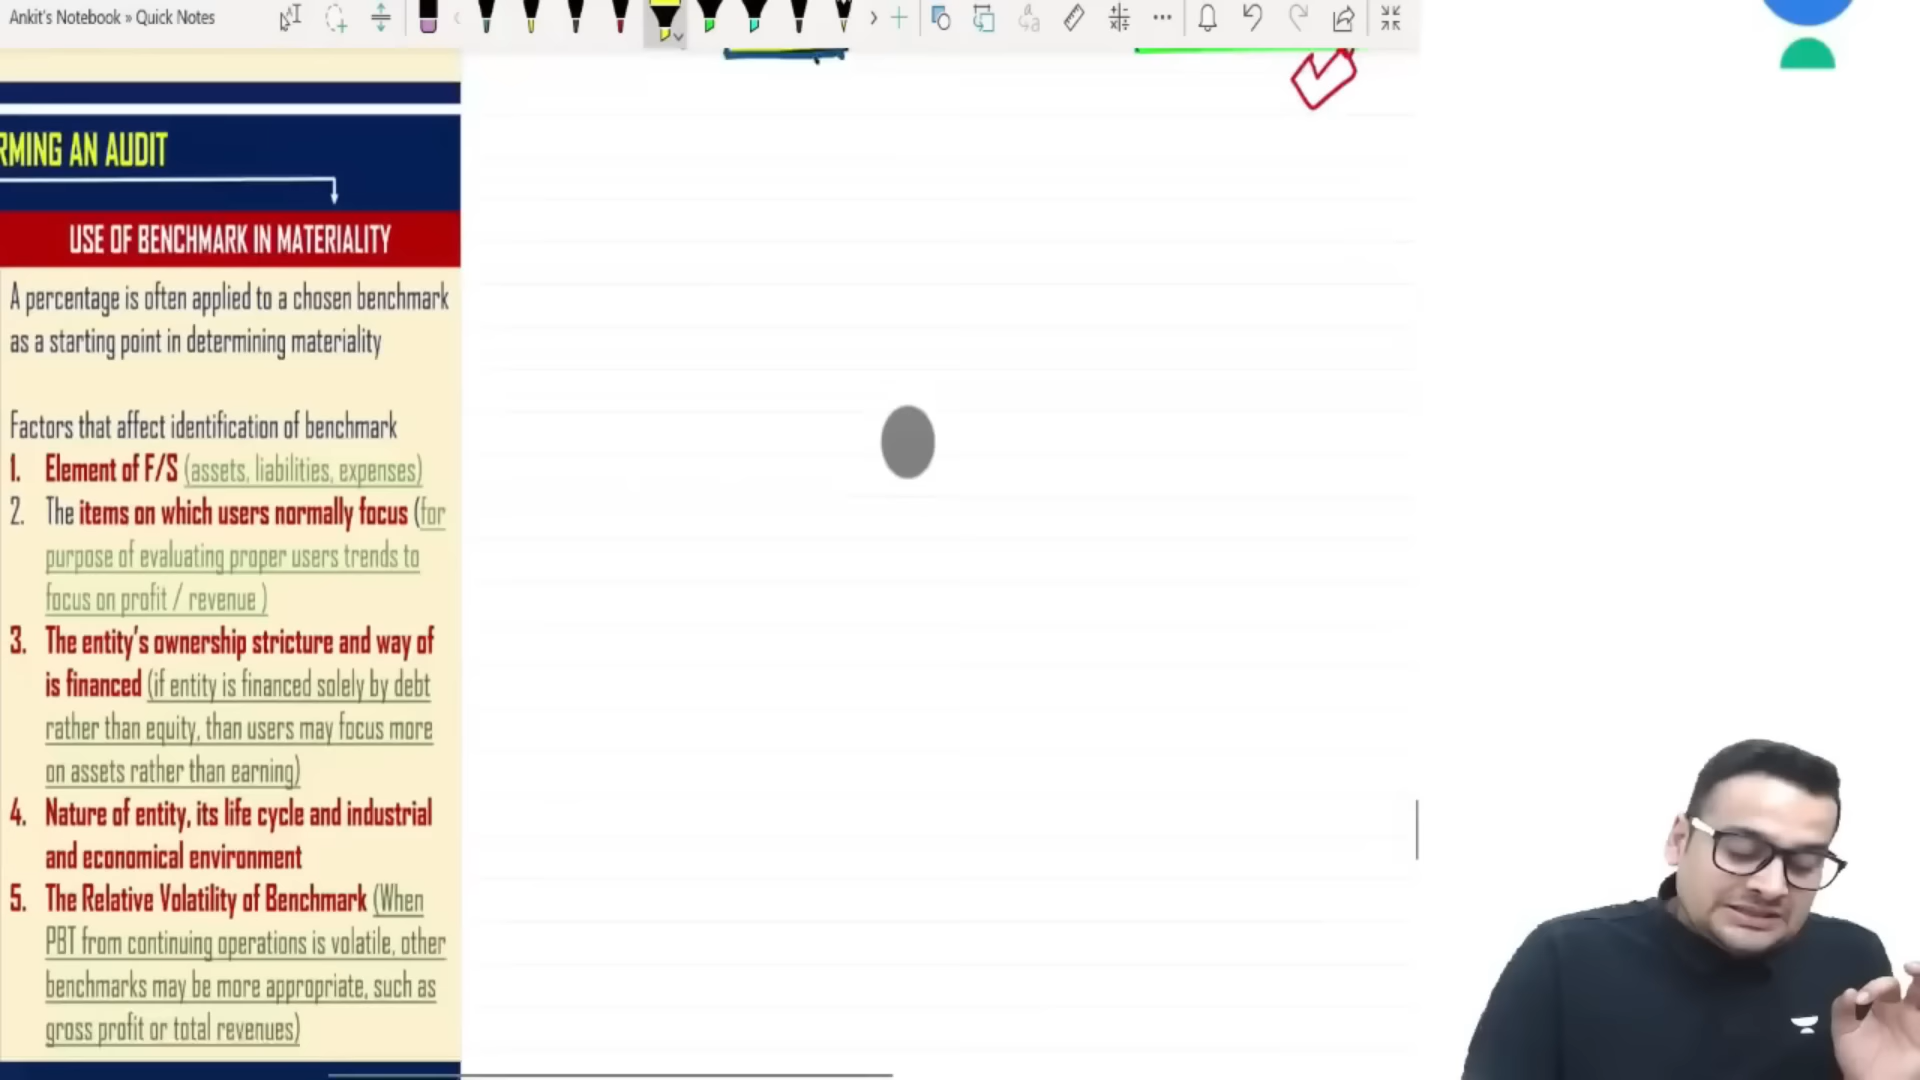 Ankit's Notebook » Quick Notes
RMING AN AUDIT
USE OF BENCHMARK IN MATERIALITY
A percentage is often applied to a chosen benchmark
as a starting point in determining materiality
Factors that affect identification of benchmark
1. Element of F/S (assets, liabilities, expenses)
2. The items on which users normally focus (for
purpose of evaluating proper users trends to
focus on profit / revenue )
3. The entity's ownership stricture and way of
is financed (if entity is financed solely by debt
rather than equity, than users may focus more
on assets rather than earning)
4. Nature of entity, its life cycle and industrial
and economical environment
5. The Relative Volatility of Benchmark (When
PBT from continuing operations is volatile, other
benchmarks may be more appropriate, such as
gross profit or total revenues)